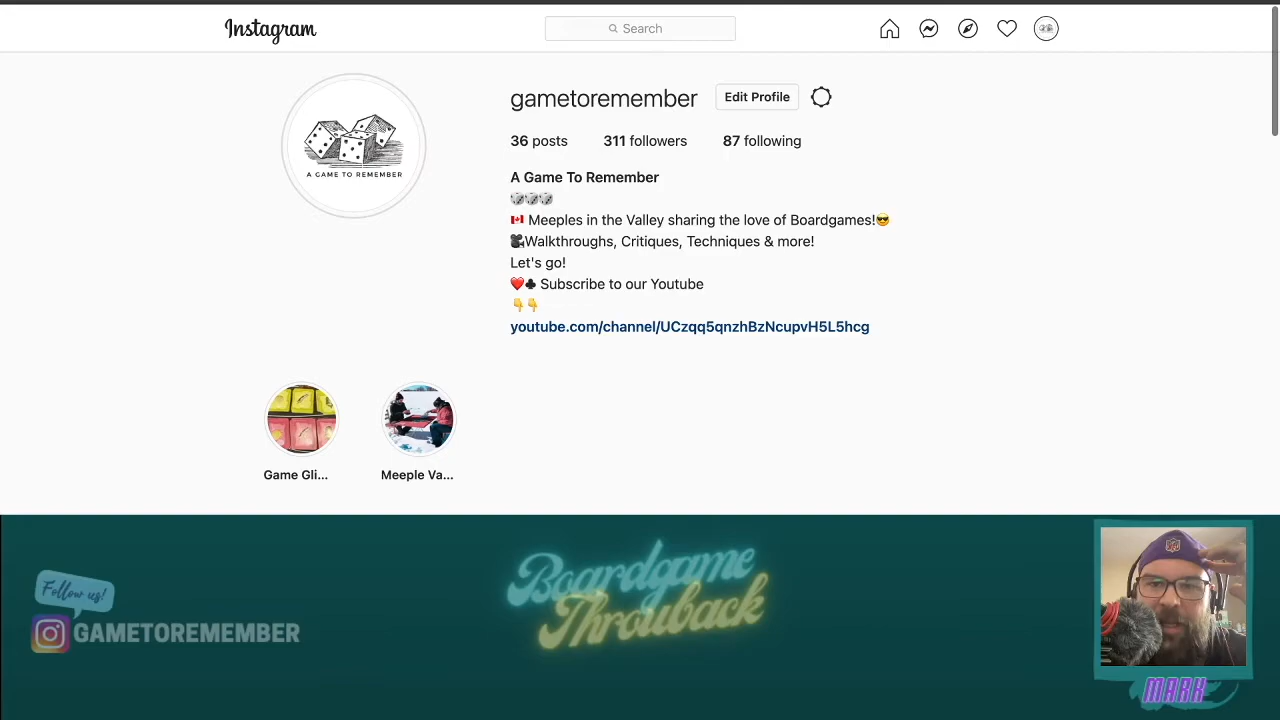 Instagram
Search
A GAME TO REMEMBER
gametoremember Edit Profile
36 posts 311 followers 87 following
A Game To Remember
🎲🎲🎲
🇨🇦 Meeples in the Valley sharing the love of Boardgames!😎
🎥Walkthroughs, Critiques, Techniques & more!
Let's go!
❤️♣️ Subscribe to our Youtube
👇👇
youtube.com/channel/UCzqq5qnzhBzNcupvH5L5hcg
Game Gli... Meeple Va...
Follow us!
GAMETOREMEMBER
Boardgame
Throuback
NFL
MARK